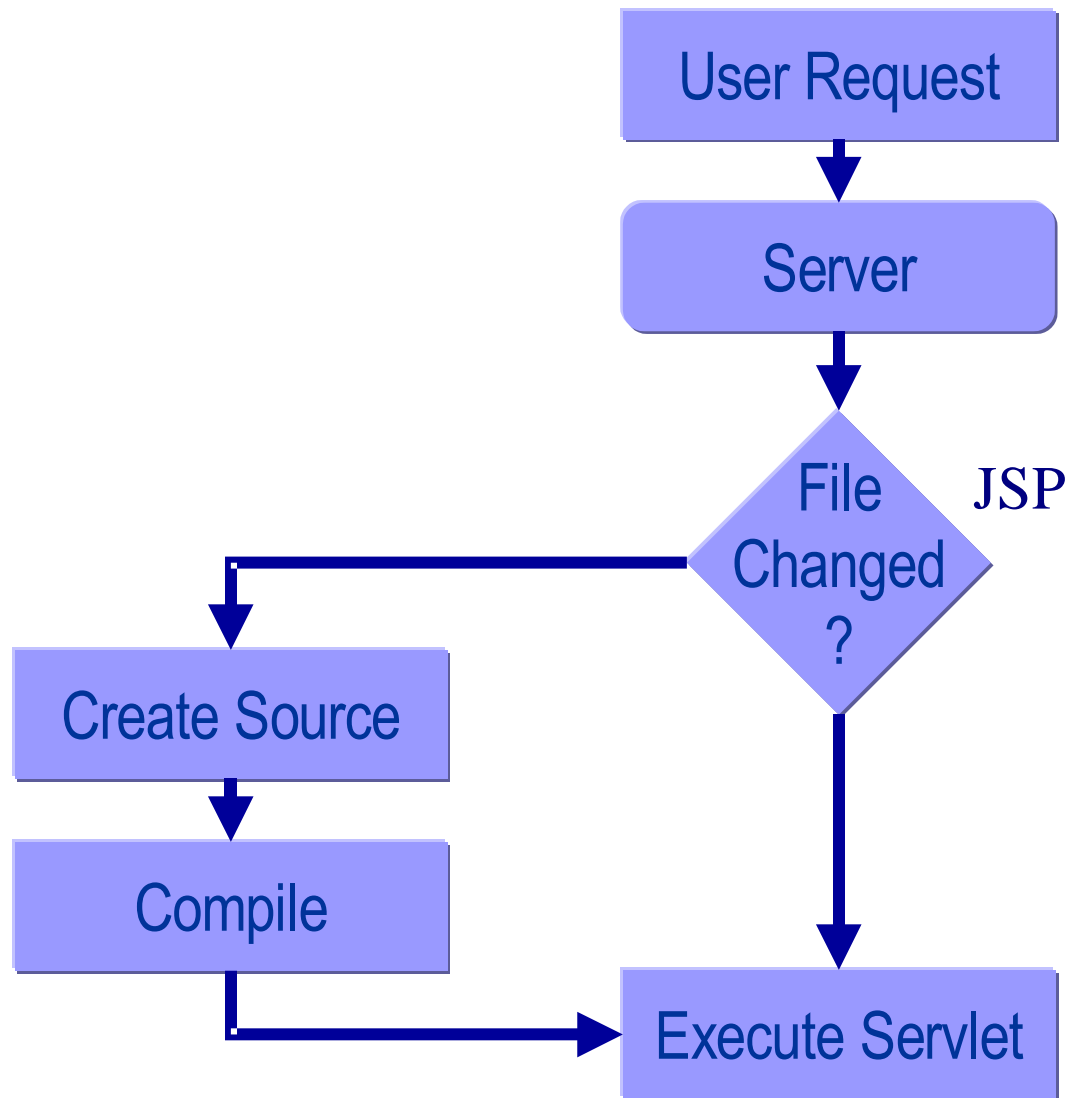 User Request
Server
File
JSP
Changed
?
Create Source
Compile
Execute Servlet